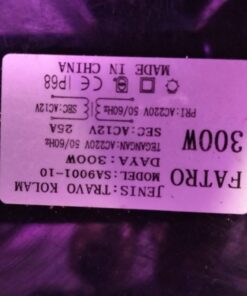 FATRO
300W
JENIS:TRAVO KOLAM
MODEL:SA9001-10
DAYA:300W
TEGANGAN:AC220V 50/60Hz
SEC:AC12V 25A
PRI:AC220V 50/60Hz
SEC:AC12V
CE IP68
MADE IN CHINA